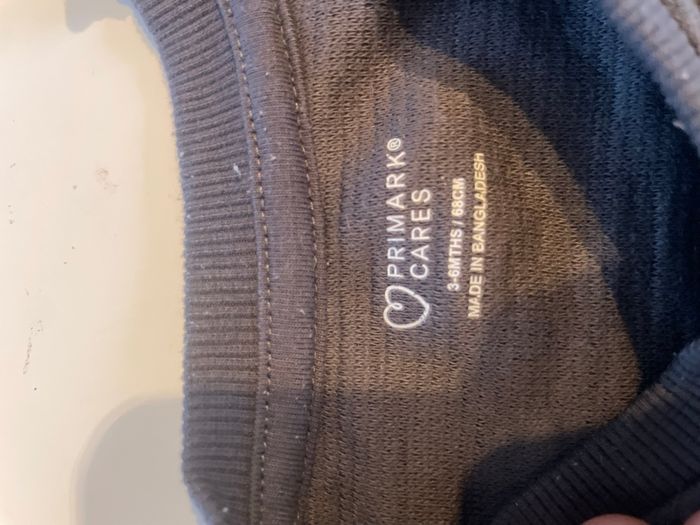 PRIMARK®
CARES
3-6MTHS / 68CM
MADE IN BANGLADESH